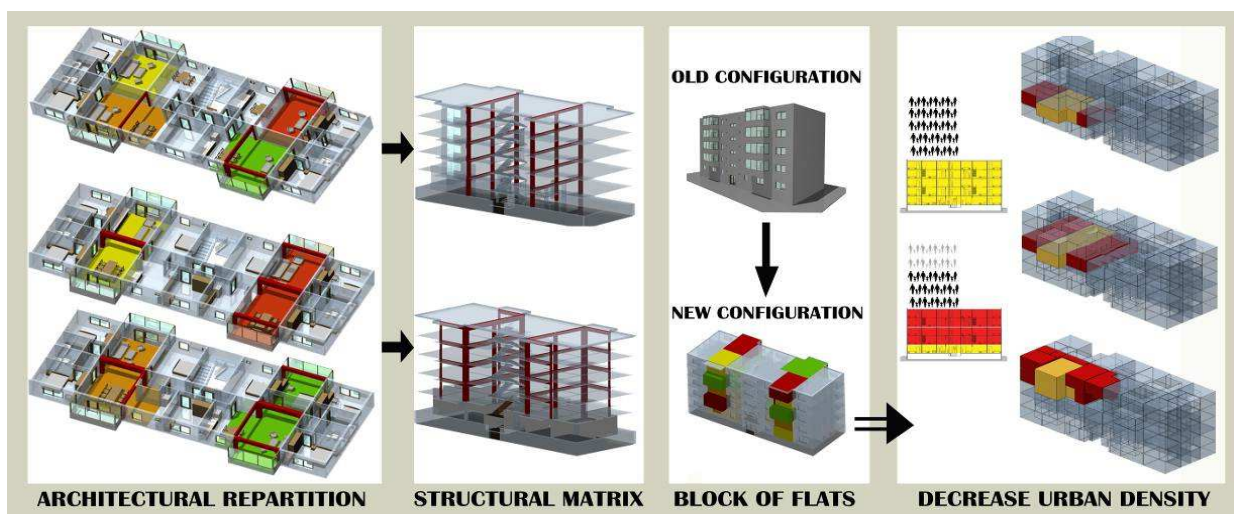 OLD CONFIGURATION
NEW CONFIGURATION
ARCHITECTURAL REPARTITION
STRUCTURAL MATRIX
BLOCK OF FLATS
DECREASE URBAN DENSITY